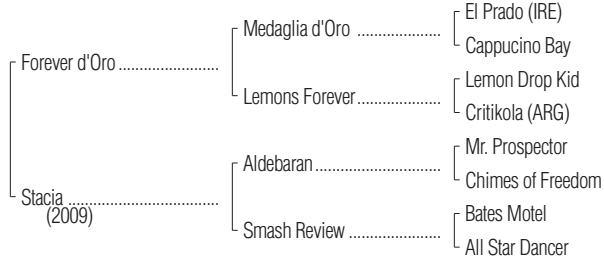 El Prado (IRE)
Medaglia d'Oro ....................
Cappucino Bay
Forever d'Oro ........................
Lemon Drop Kid
Lemons Forever....................
Critikola (ARG)
Mr. Prospector
Aldebaran..............................
Chimes of Freedom
Stacia ....................................
(2009)
Bates Motel
Smash Review ......................
All Star Dancer